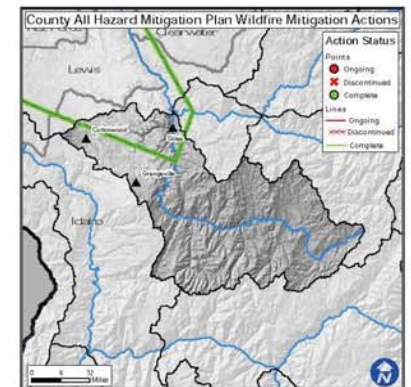 County All Hazard Mitigation Plan Wildfire Mitigation Actions
Clearwater
Lewis
Cottonwood
Grangeville
Idaho
Action Status
Points
Ongoing
Discontinued
Complete
Lines
Ongoing
Discontinued
Complete
0 6 12
Miles
N